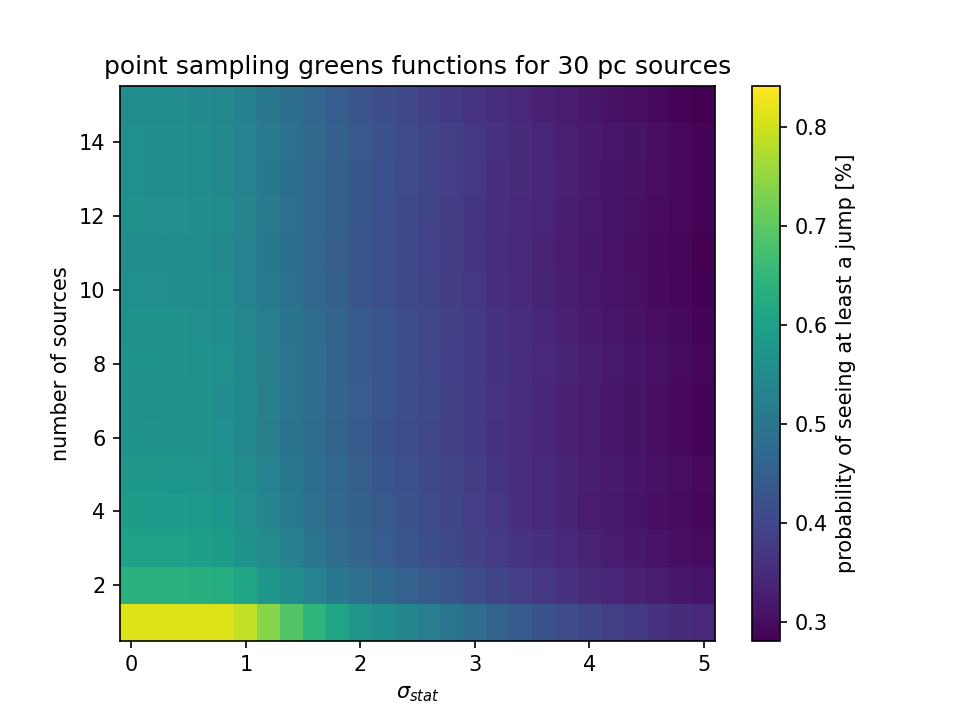 point sampling greens functions for 30 pc sources
14
12
10
8
6
4
2
number of sources
0 1 2 3 4 5
σstat
0.8
0.7
0.6
0.5
0.4
0.3
probability of seeing at least a jump [%]